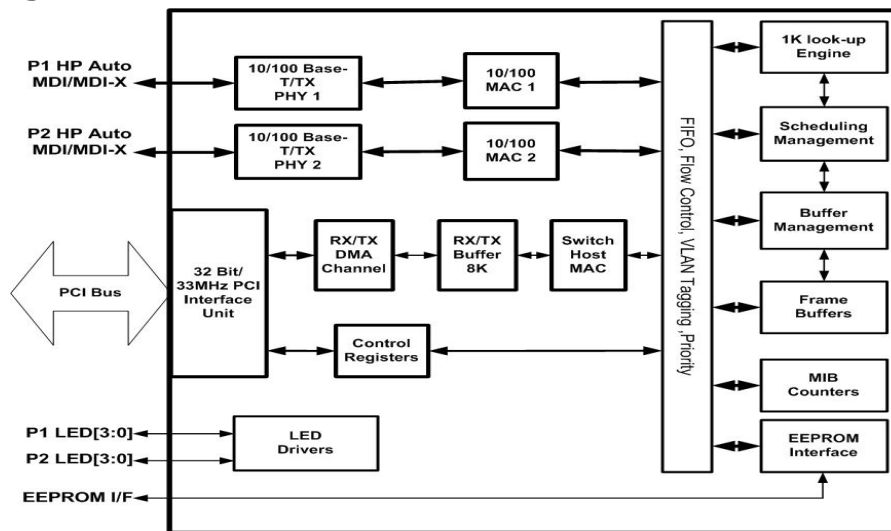 P1 HP Auto
MDI/MDI-X
10/100 Base-
T/TX
PHY 1
10/100
MAC 1
1K look-up
Engine
P2 HP Auto
MDI/MDI-X
10/100 Base-
T/TX
PHY 2
10/100
MAC 2
FIFO, Flow Control, VLAN Tagging ,Priority
Scheduling
Management
PCI Bus
32 Bit/
33MHz PCI
Interface
Unit
RX/TX
DMA
Channel
RX/TX
Buffer
8K
Switch
Host
MAC
Buffer
Management
Control
Registers
Frame
Buffers
MIB
Counters
P1 LED[3:0]
P2 LED[3:0]
LED
Drivers
EEPROM
Interface
EEPROM I/F